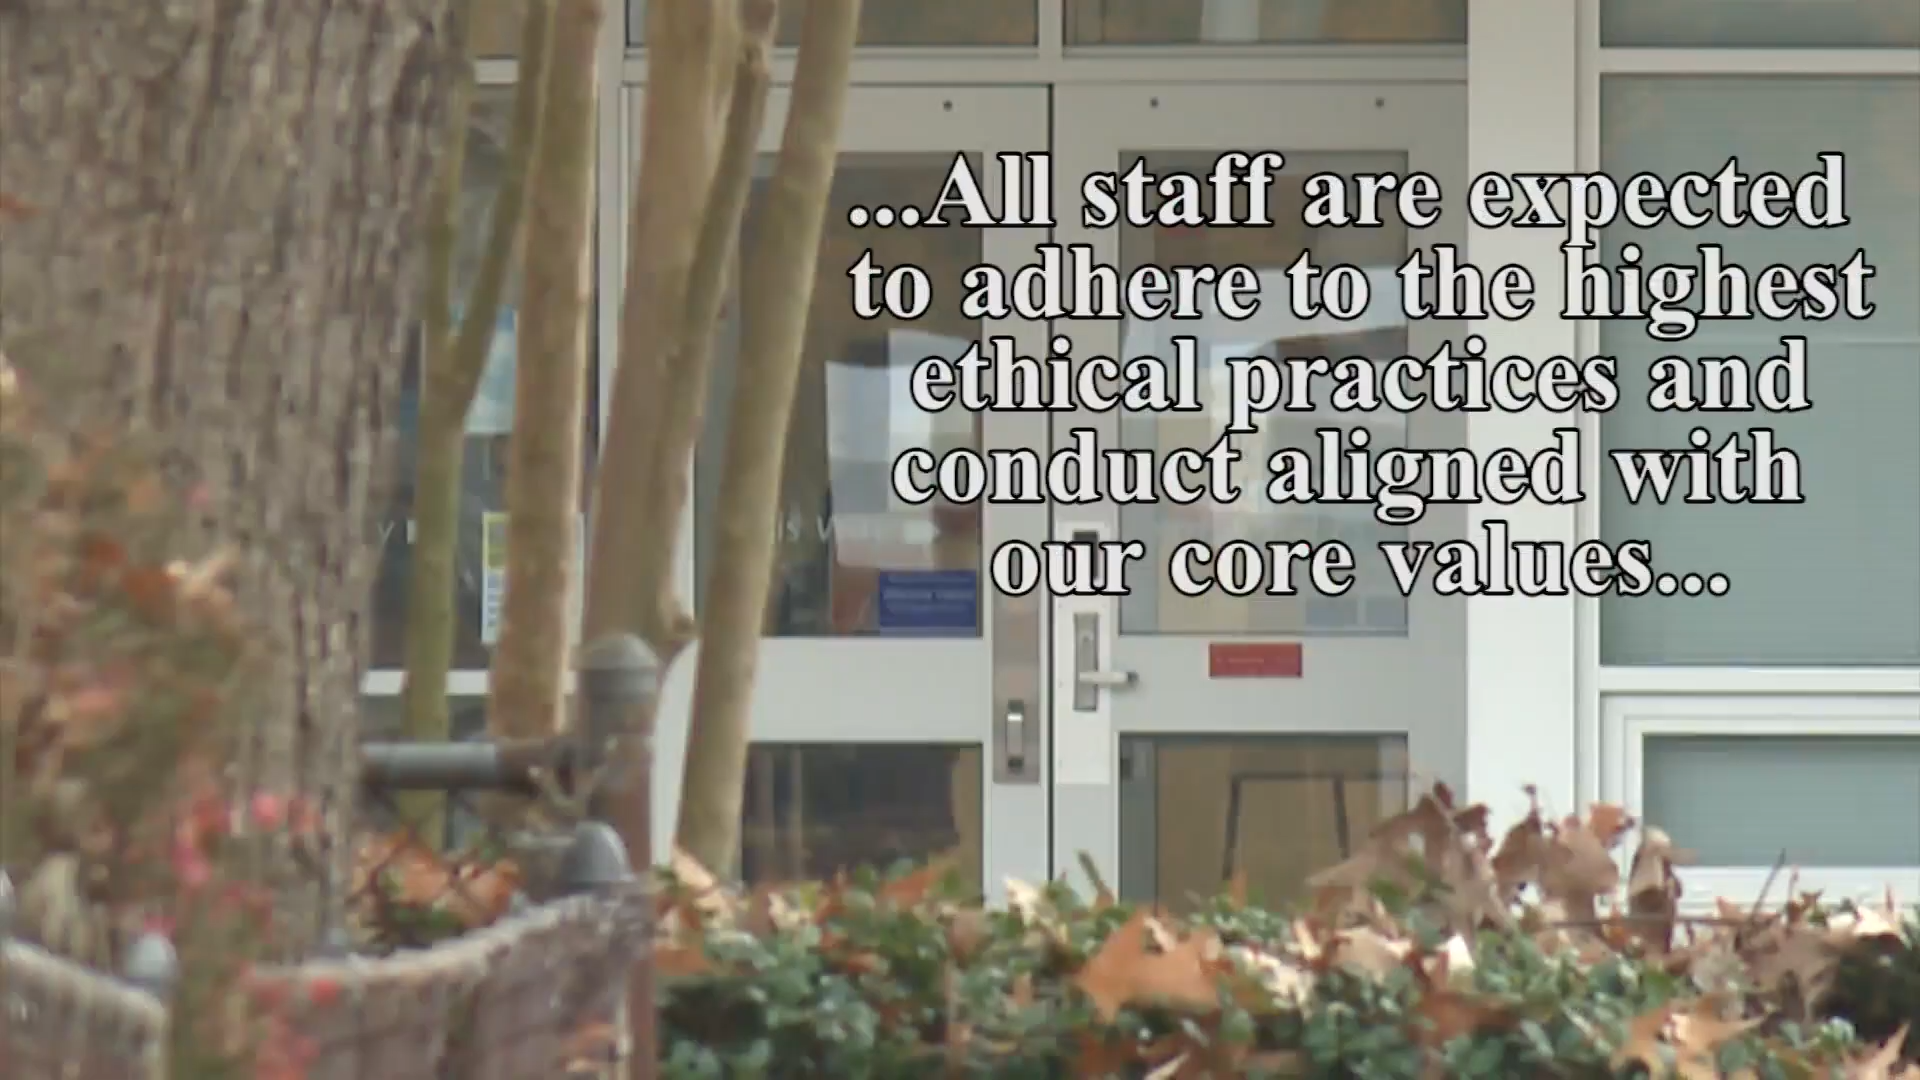 ...All staff are expected
to adhere to the highest
ethical practices and
conduct aligned with
our core values...